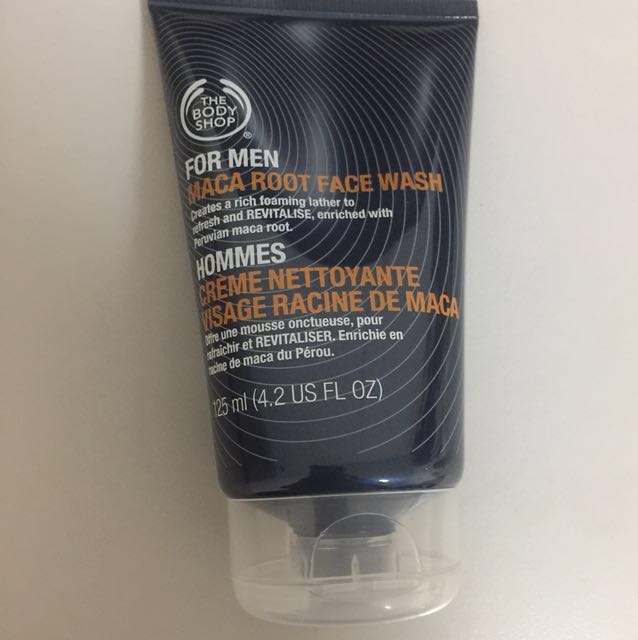 THE
BODY
SHOP
®
FOR MEN
MACA ROOT FACE WASH
Creates a rich foaming lather to
refresh and REVITALISE, enriched with
Peruvian maca root.
HOMMES
CRÈME NETTOYANTE
VISAGE RACINE DE MACA
Offre une mousse onctueuse, pour
rafraîchir et REVITALISER. Enrichie en
racine de maca du Pérou.
125 ml (4.2 US FL OZ)